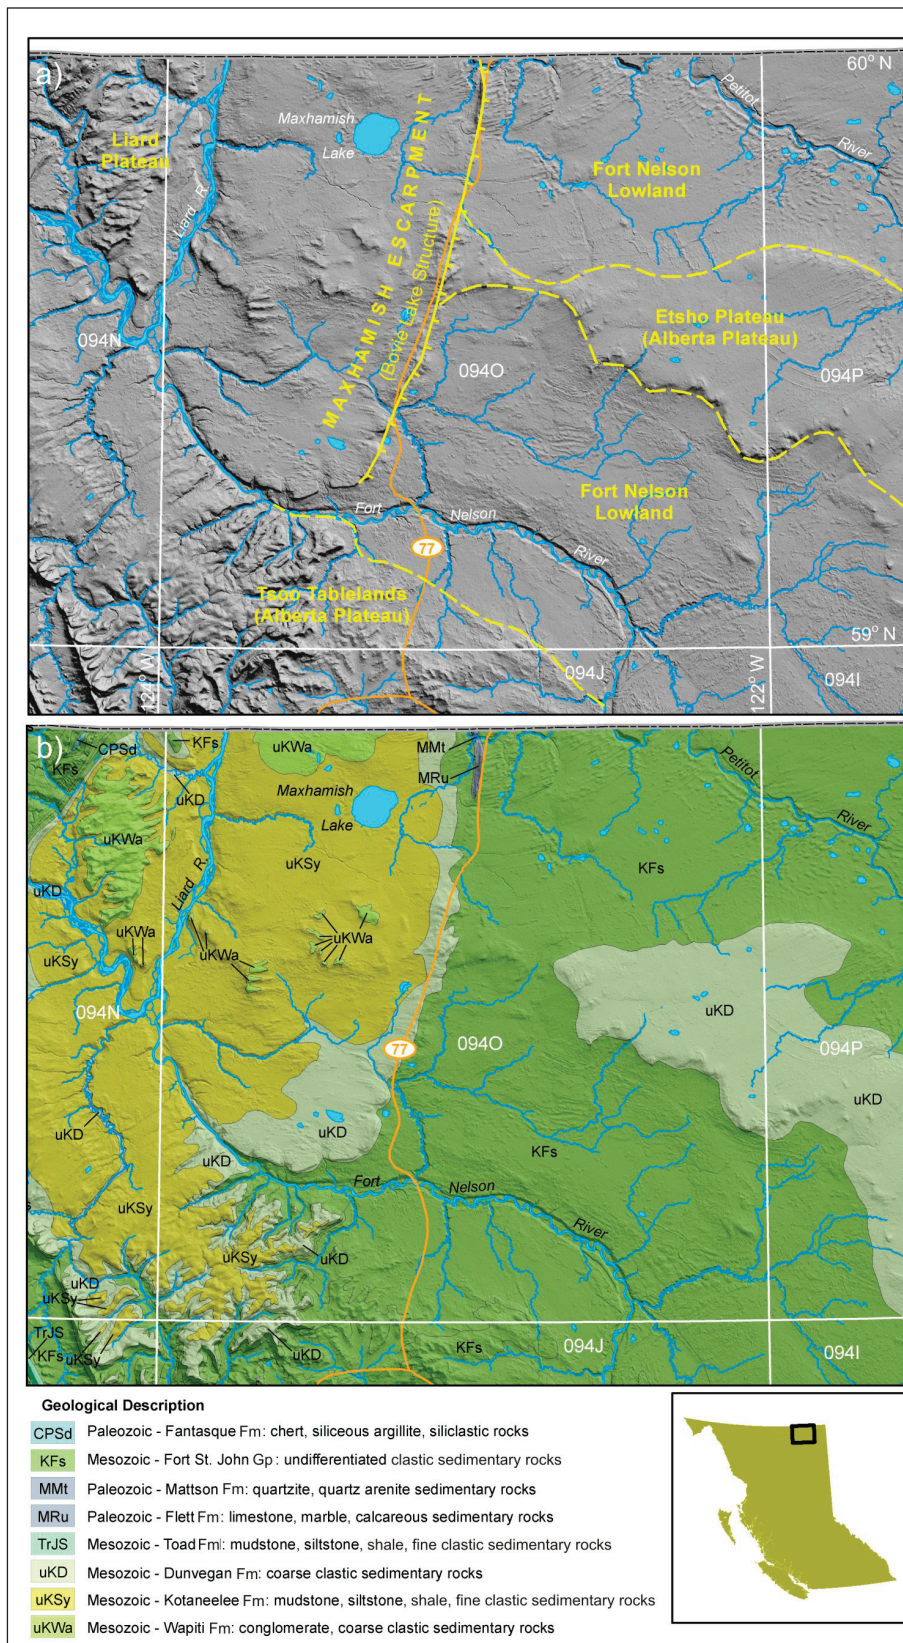 a)
60° N
Petitot
River
Maxhamish
Lake
Liard
Plateau
Liard R.
MAXHAMISH ESCARPMENT
(Bovie Lake Structure)
Fort Nelson
Lowland
Etsho Plateau
(Alberta Plateau)
094N
094O
094P
Fort Nelson
Lowland
Fort
Nelson
River
77
Tsoo Tablelands
(Alberta Plateau)
59° N
124° W
122° W
094J
094I
b)
CPSd
KFs
KFs
uKD
uKWa
MMt
MRu
Petitot
River
Maxhamish
Lake
uKWa
uKSy
KFs
uKD
Liard R.
uKWa
uKWa
uKWa
uKSy
094N
77
094O
uKD
094P
uKD
uKD
uKD
uKD
KFs
Fort
Nelson
River
uKSy
uKSy
uKD
uKD
uKSy
TrJS
KFs
uKSy
uKD
KFs
094J
094I
Geological Description
CPSd Paleozoic - Fantasque Fm: chert, siliceous argillite, siliclastic rocks
KFs Mesozoic - Fort St. John Gp: undifferentiated clastic sedimentary rocks
MMt Paleozoic - Mattson Fm: quartzite, quartz arenite sedimentary rocks
MRu Paleozoic - Flett Fm: limestone, marble, calcareous sedimentary rocks
TrJS Mesozoic - Toad Fm: mudstone, siltstone, shale, fine clastic sedimentary rocks
uKD Mesozoic - Dunvegan Fm: coarse clastic sedimentary rocks
uKSy Mesozoic - Kotaneelee Fm: mudstone, siltstone, shale, fine clastic sedimentary rocks
uKWa Mesozoic - Wapiti Fm: conglomerate, coarse clastic sedimentary rocks